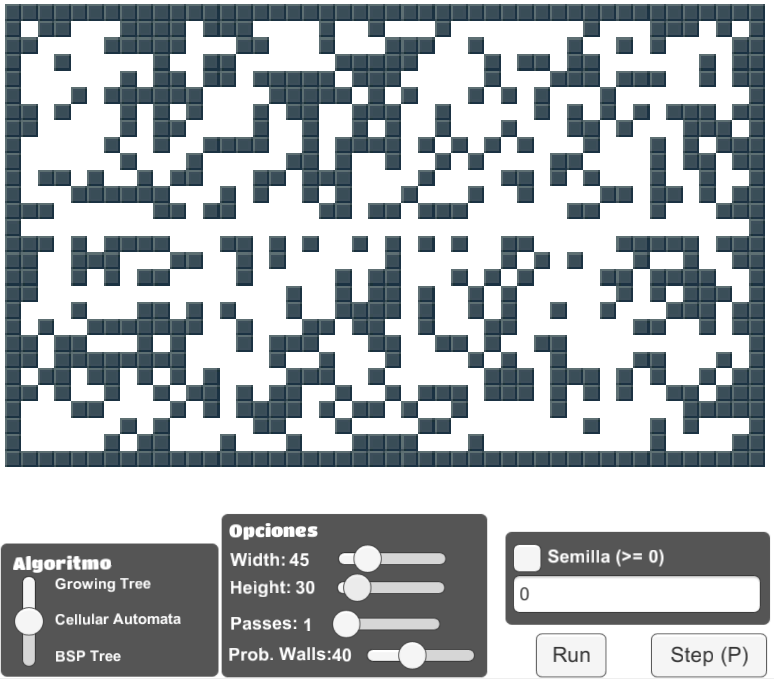 Algoritmo
Growing Tree
Cellular Automata
BSP Tree
Opciones
Width: 45
Height: 30
Passes: 1
Prob. Walls:40
Semilla (>= 0)
0
Run
Step (P)